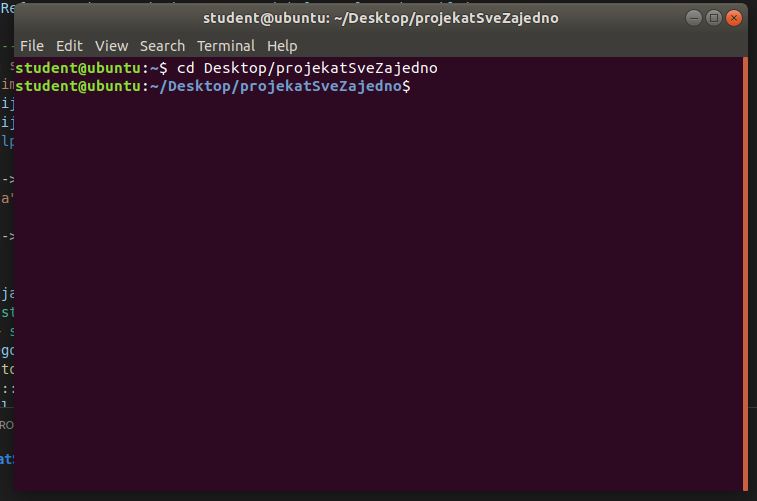 student@ubuntu: ~/Desktop/projekatSveZajedno
File Edit View Search Terminal Help
student@ubuntu:~$ cd Desktop/projekatSveZajedno
student@ubuntu:~/Desktop/projekatSveZajedno$